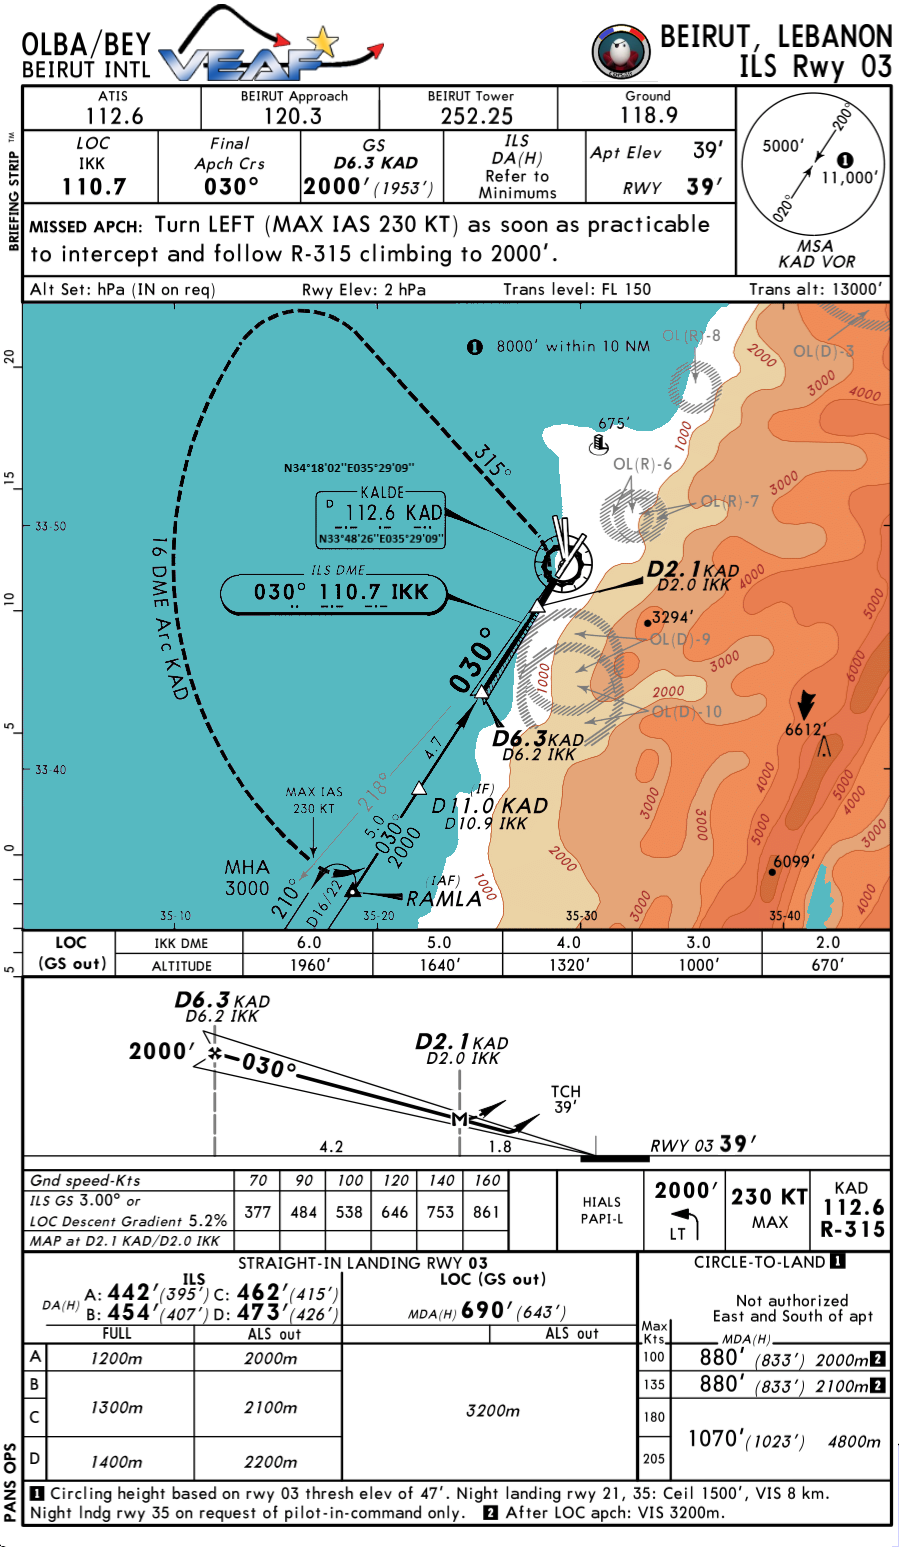 OLBA/BEY
BEIRUT INTL
VEAF
BEIRUT, LEBANON
ILS Rwy 03
BRIEFING STRIP TM
ATIS
112.6
BEIRUT Approach
120.3
BEIRUT Tower
252.25
Ground
118.9
LOC
IKK
110.7
Final
Apch Crs
030°
GS
D6.3 KAD
2000' (1953')
ILS
DA(H)
Refer to
Minimums
Apt Elev 39'
RWY 39'
MISSED APCH: Turn LEFT (MAX IAS 230 KT) as soon as practicable
to intercept and follow R-315 climbing to 2000'.
5000'
200°
1
11,000'
020°
MSA
KAD VOR
Alt Set: hPa (IN on req) Rwy Elev: 2 hPa Trans level: FL 150 Trans alt: 13000'
1 8000' within 10 NM
OL(R)-8
OL(D)-3
2000
3000
4000
1000
675'
315°
OL(R)-6
OL(R)-7
3000
N34°18'02"E035°29'09"
KALDE
D 112.6 KAD
N33°48'26"E035°29'09"
ILS DME
030° 110.7 IKK
33-50
20
15
10
5
0
5
16 DME Arc KAD
D2.1 KAD
D2.0 IKK
4000
5000
3294'
OL(D)-9
3000
6000
030°
1000
2000
OL(D)-10
D6.3 KAD
D6.2 IKK
6612'
4.7
33-40
MAX IAS
230 KT
218°
(IF)
D11.0 KAD
D10.9 IKK
5.0
030°
2000
MHA
3000
210°
D16/22
(IAF)
RAMLA
1000
2000
3000
3000
3000
4000
5000
5000
4000
3000
4000
6099'
35-10
35-20
35-30
35-40
LOC
(GS out)
IKK DME 6.0 5.0 4.0 3.0 2.0
ALTITUDE 1960' 1640' 1320' 1000' 670'
D6.3 KAD
D6.2 IKK
2000'
030°
D2.1 KAD
D2.0 IKK
M
TCH
39'
4.2
1.8
RWY 03 39'
Gnd speed-Kts 70 90 100 120 140 160
ILS GS 3.00° or
LOC Descent Gradient 5.2%
377 484 538 646 753 861
MAP at D2.1 KAD/D2.0 IKK
HIALS
PAPI-L
2000'
LT
230 KT
MAX
KAD
112.6
R-315
STRAIGHT-IN LANDING RWY 03
ILS
DA(H)
A: 442' (395') C: 462' (415')
B: 454' (407') D: 473' (426')
LOC (GS out)
MDA(H) 690' (643')
CIRCLE-TO-LAND 1
Not authorized
East and South of apt
FULL
ALS out
ALS out
Max
Kts.
MDA(H)
A 1200m 2000m
B
C
1300m 2100m
D 1400m 2200m
3200m
100 880' (833') 2000m 2
135 880' (833') 2100m 2
180
205
1070' (1023') 4800m
PANS OPS
1 Circling height based on rwy 03 thresh elev of 47'. Night landing rwy 21, 35: Ceil 1500', VIS 8 km.
Night lndg rwy 35 on request of pilot-in-command only. 2 After LOC apch: VIS 3200m.